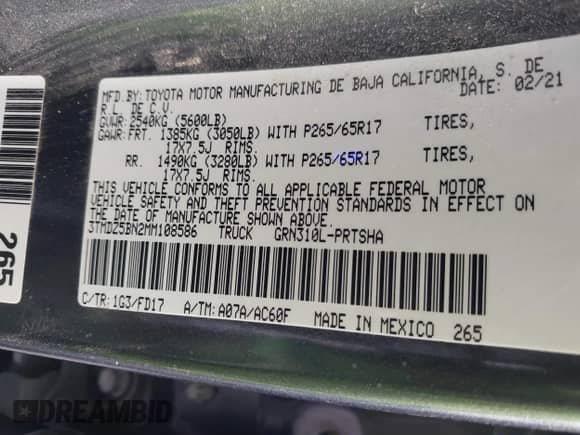 MFD.BY:TOYOTA MOTOR MANUFACTURING DE BAJA CALIFORNIA, S. DE
R.L. DE C.V. DATE: 02/21
GVWR:2540KG (5600LB)
GAWR:FRT. 1385KG (3050LB) WITH P265/65R17 TIRES,
17X7.5J RIMS.
RR. 1490KG (3280LB) WITH P265/65R17 TIRES,
17X7.5J RIMS.
THIS VEHICLE CONFORMS TO ALL APPLICABLE FEDERAL MOTOR
VEHICLE SAFETY AND THEFT PREVENTION STANDARDS IN EFFECT ON
THE DATE OF MANUFACTURE SHOWN ABOVE.
3TMDZ5BN2MM108586 TRUCK GRN310L-PRTSHA
C/TR: 1G3/FD17 A/TM: A07A/AC60F MADE IN MEXICO 265
265
DREAMBID